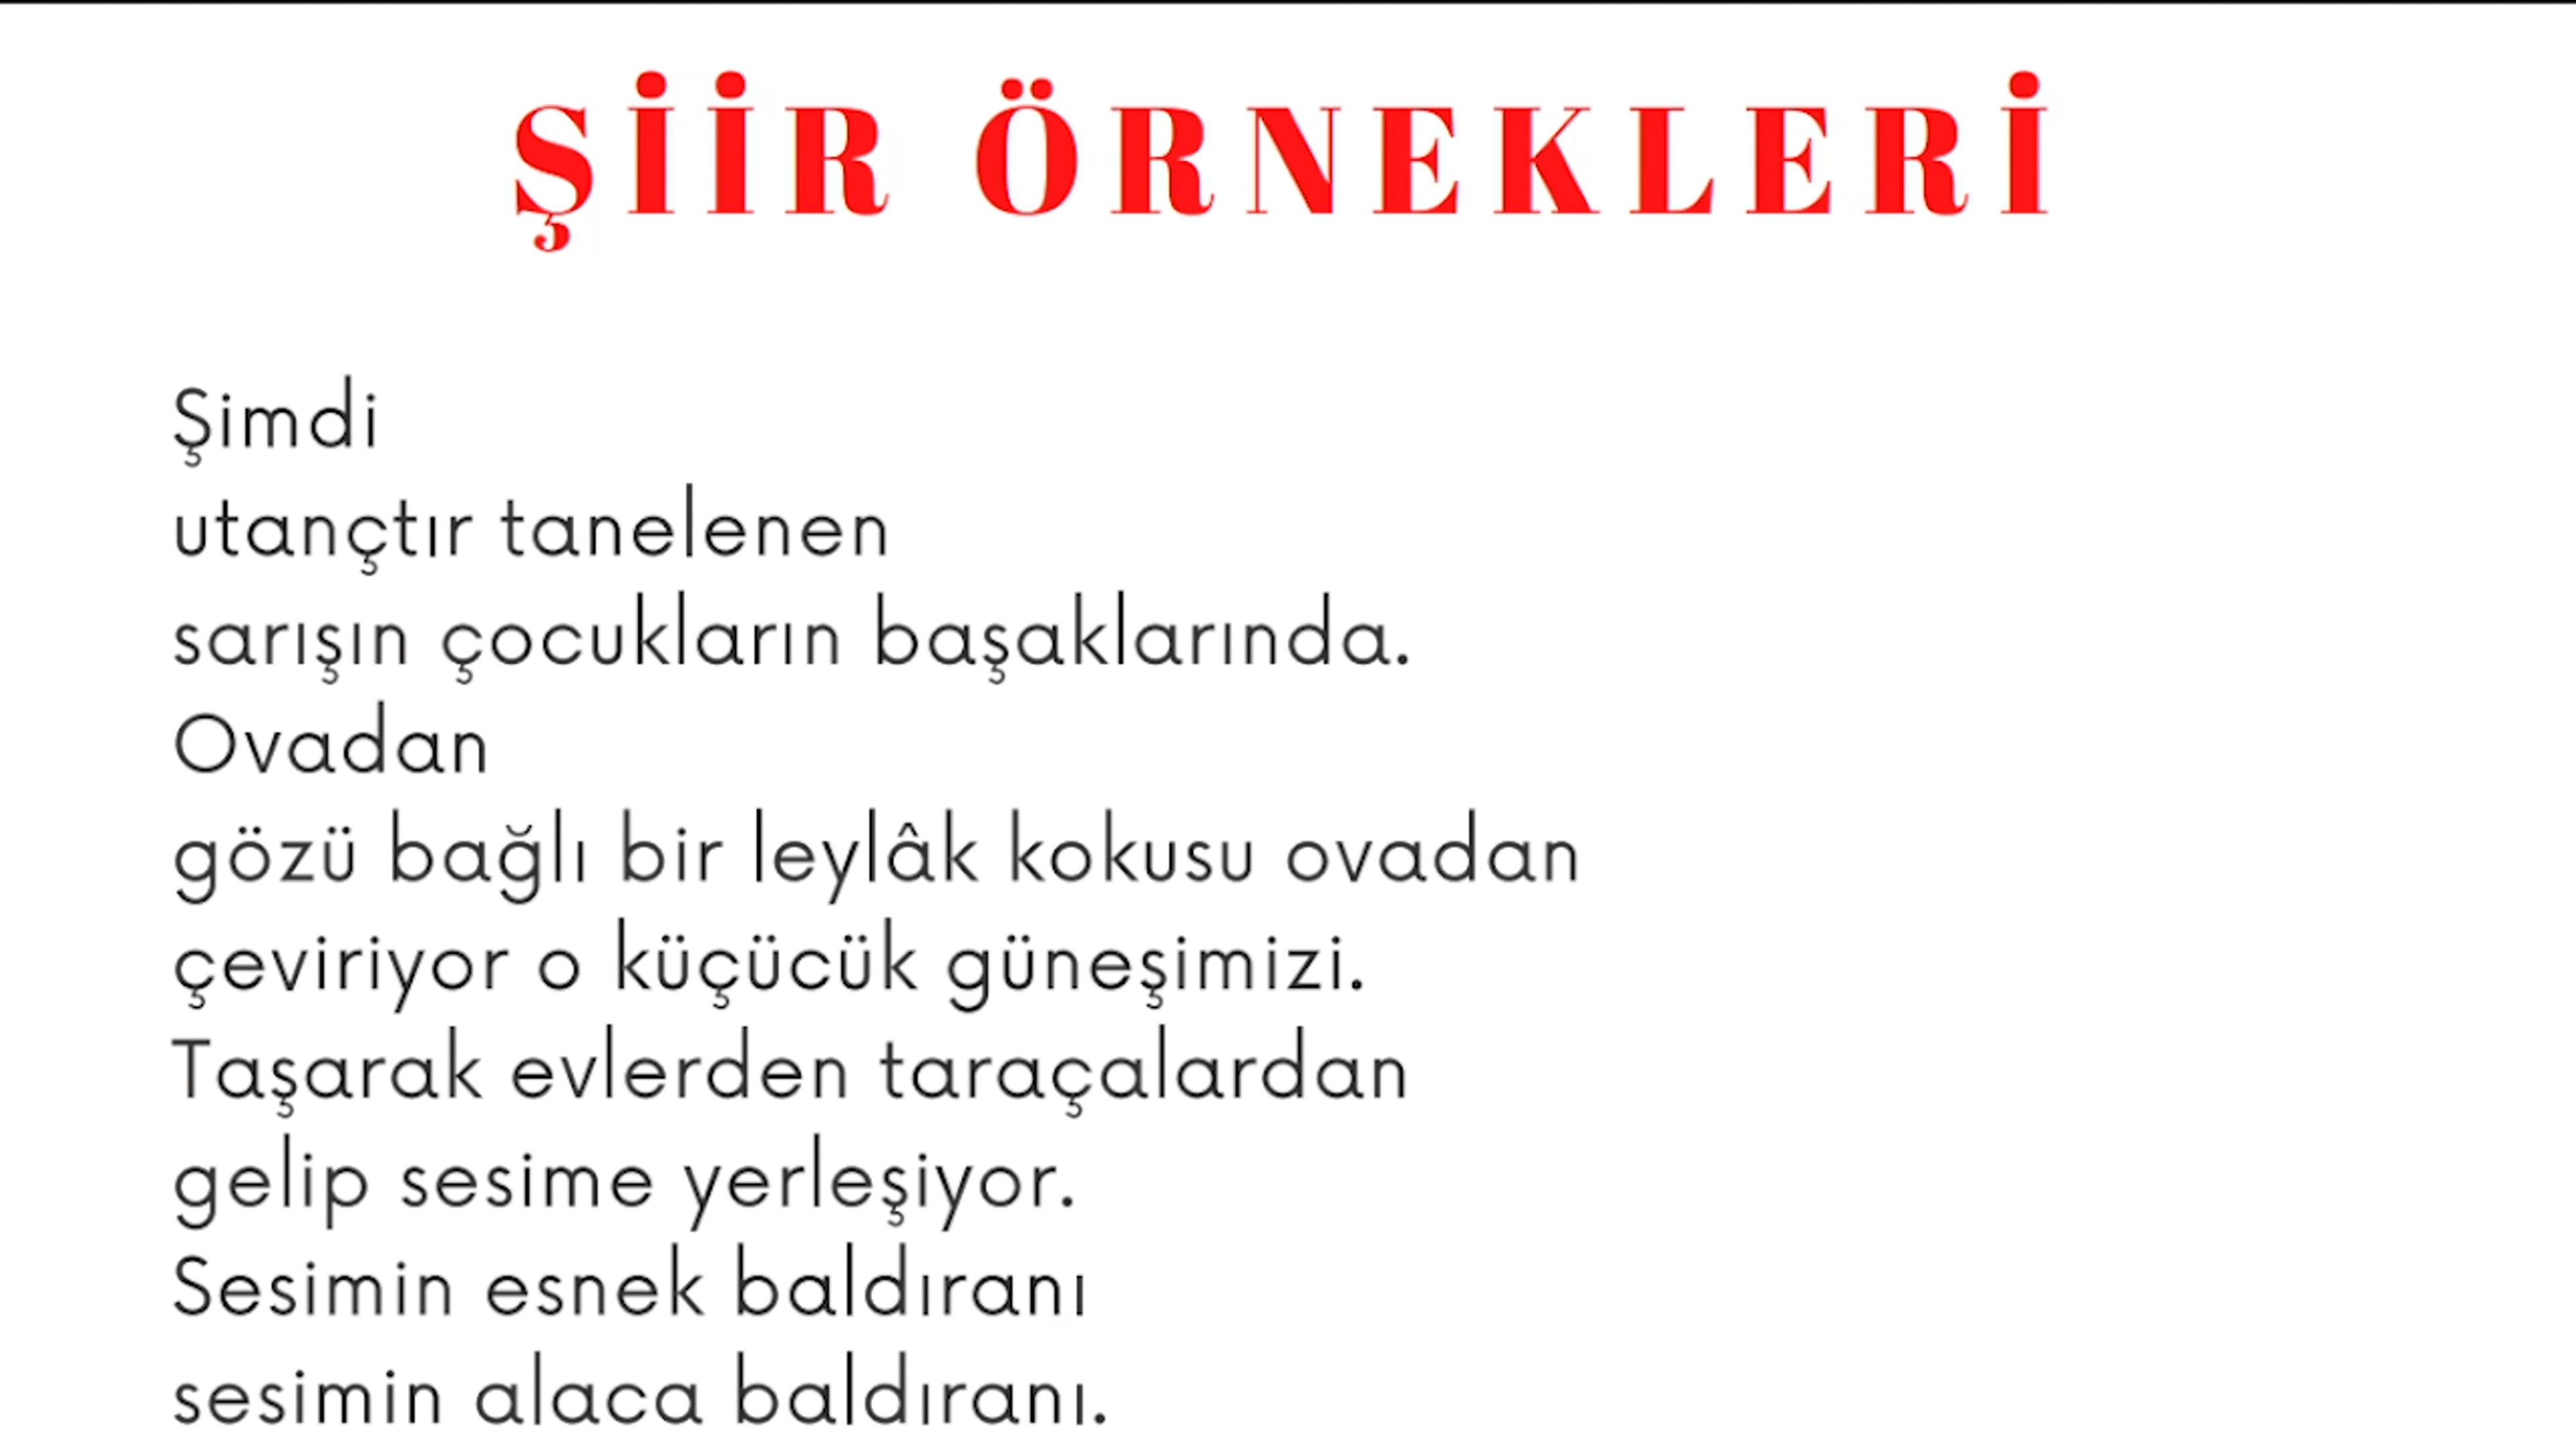 ŞİİR ÖRNEKLERİ
Şimdi
utançtır tanelenen
sarışın çocukların başaklarında.
Ovadan
gözü bağlı bir leylâk kokusu ovadan
çeviriyor o küçücük güneşimizi.
Taşarak evlerden taraçalardan
gelip sesime yerleşiyor.
Sesimin esnek baldıranı
sesimin alaca baldıranı.